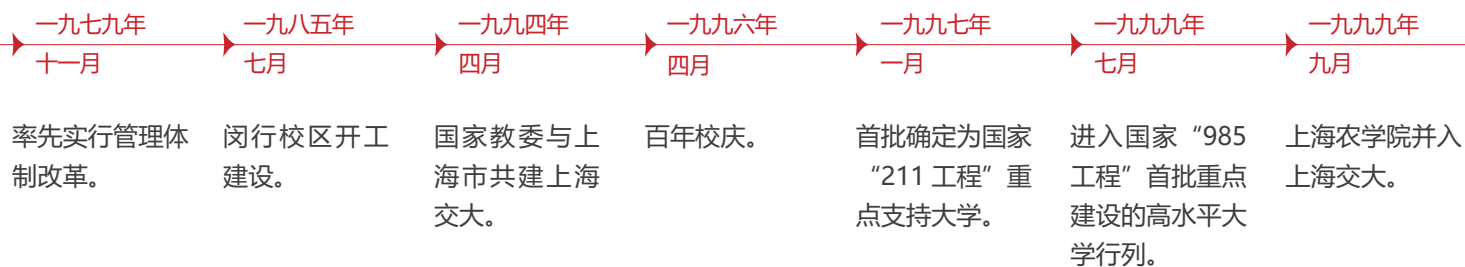 一九七九年
十一月
率先实行管理体
制改革。
一九八五年
七月
闵行校区开工
建设。
一九九四年
四月
国家教委与上
海市共建上海
交大。
一九九六年
四月
百年校庆。
一九九七年
一月
首批确定为国家
“211 工程”重
点支持大学。
一九九九年
七月
进入国家“985
工程”首批重点
建设的高水平大
学行列。
一九九九年
九月
上海农学院并入
上海交大。